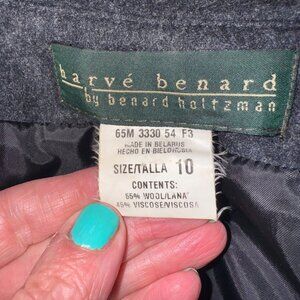 harvé benard
by benard holtzman
65M 3330 54 F3
MADE IN BELARUS
HECHO EN BIELORUSIA
SIZE/TALLA 10
CONTENTS:
55% WOOL/LANA
45% VISCOSE/VISCOSA